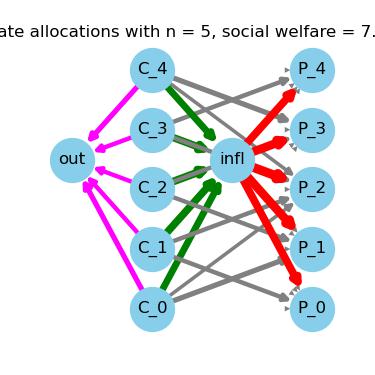 ate allocations with n = 5, social welfare = 7.
C_4
P_4
C_3
P_3
out
infl
C_2
P_2
C_1
P_1
C_0
P_0